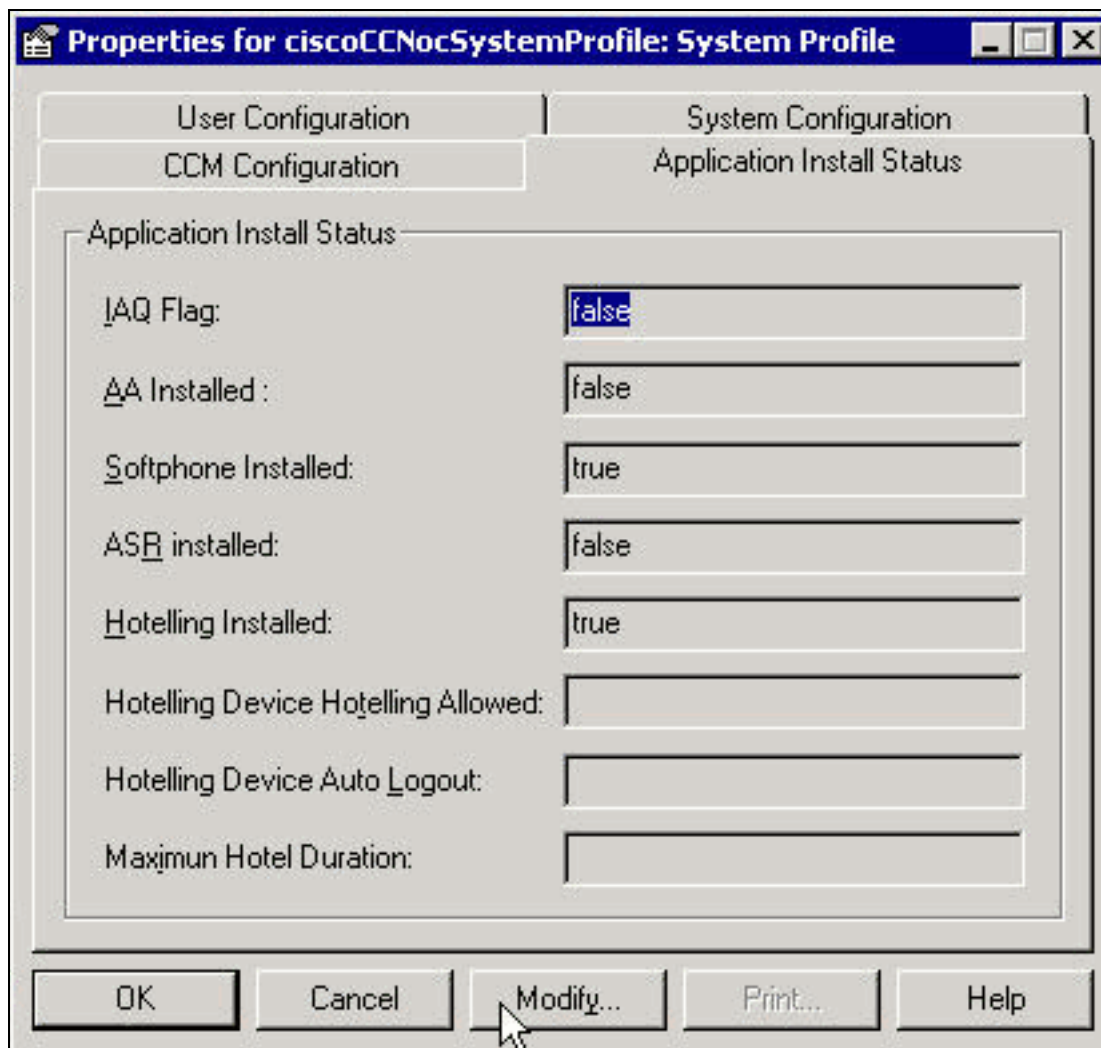 Properties for ciscoCCNocSystemProfile: System Profile
User Configuration
System Configuration
CCM Configuration
Application Install Status
Application Install Status
IAQ Flag:
false
AA Installed :
false
Softphone Installed:
true
ASR installed:
false
Hotelling Installed:
true
Hotelling Device Hotelling Allowed:
Hotelling Device Auto Logout:
Maximun Hotel Duration:
OK
Cancel
Modify...
Print...
Help